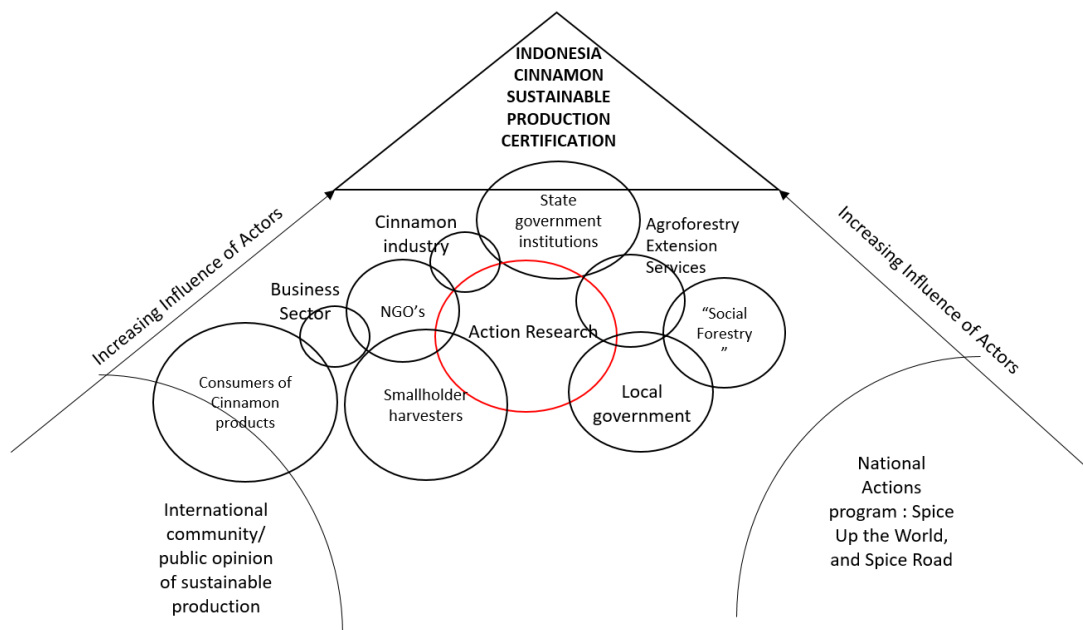 INDONESIA
CINNAMON
SUSTAINABLE
PRODUCTION
CERTIFICATION
State
government
institutions
Cinnamon
industry
Agroforestry
Extension
Services
Increasing Influence of Actors
Increasing Influence of Actors
Business
Sector
NGO's
Action Research
“Social
Forestry
”
Consumers of
Cinnamon
products
Smallholder
harvesters
Local
government
International
community/
public opinion
of sustainable
production
National
Actions
program : Spice
Up the World,
and Spice Road